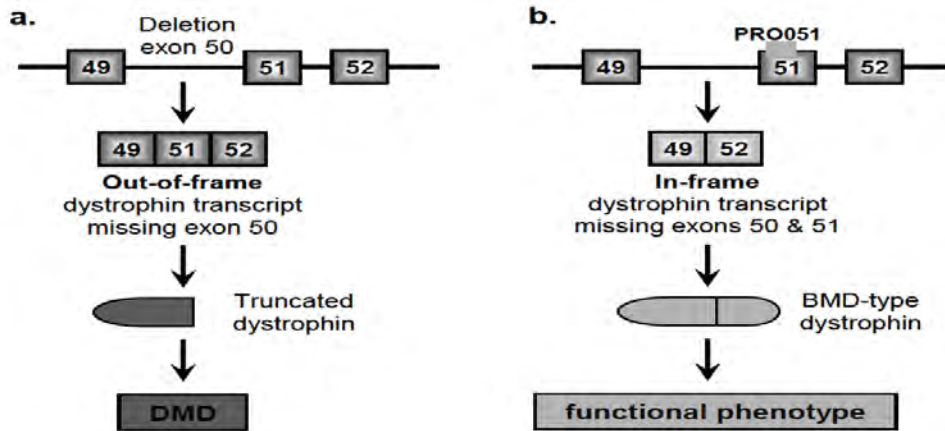 a.
Deletion
exon 50
49
51
52
49 51 52
Out-of-frame
dystrophin transcript
missing exon 50
Truncated
dystrophin
DMD
b.
PRO051
49
51
52
49 52
In-frame
dystrophin transcript
missing exons 50 & 51
BMD-type
dystrophin
functional phenotype